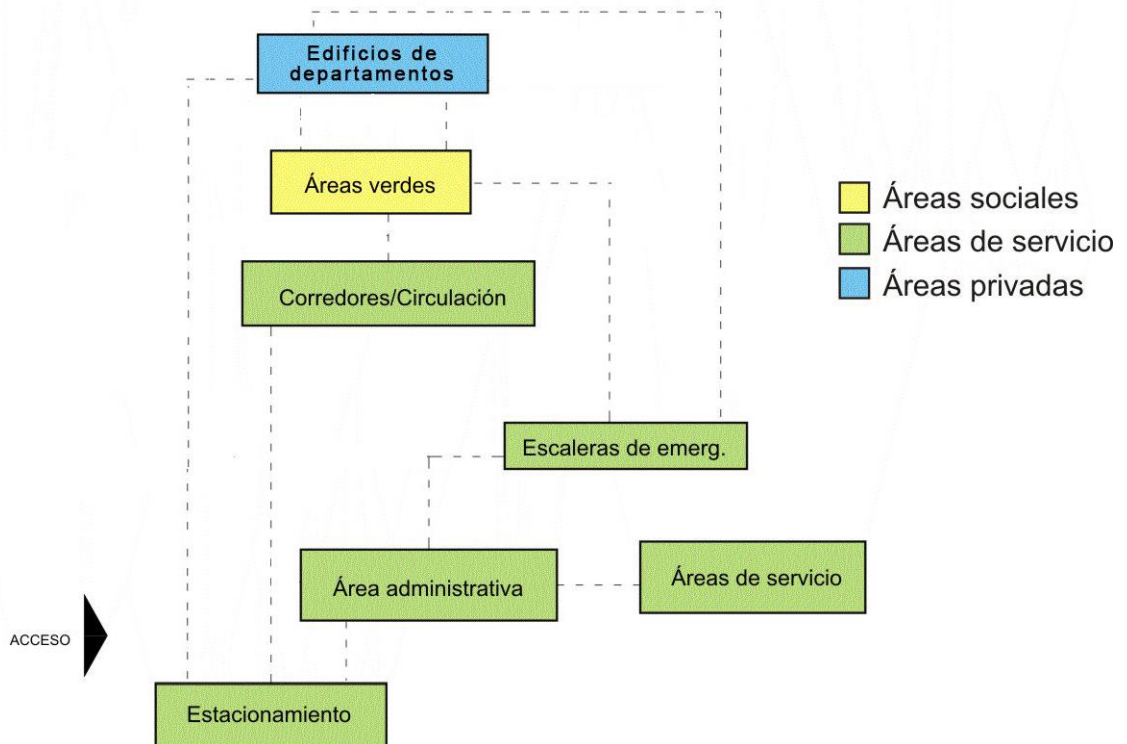 Edificios de
departamentos
Áreas verdes
Áreas sociales
Áreas de servicio
Áreas privadas
Corredores/Circulación
Escaleras de emerg.
Área administrativa
Áreas de servicio
ACCESO
Estacionamiento